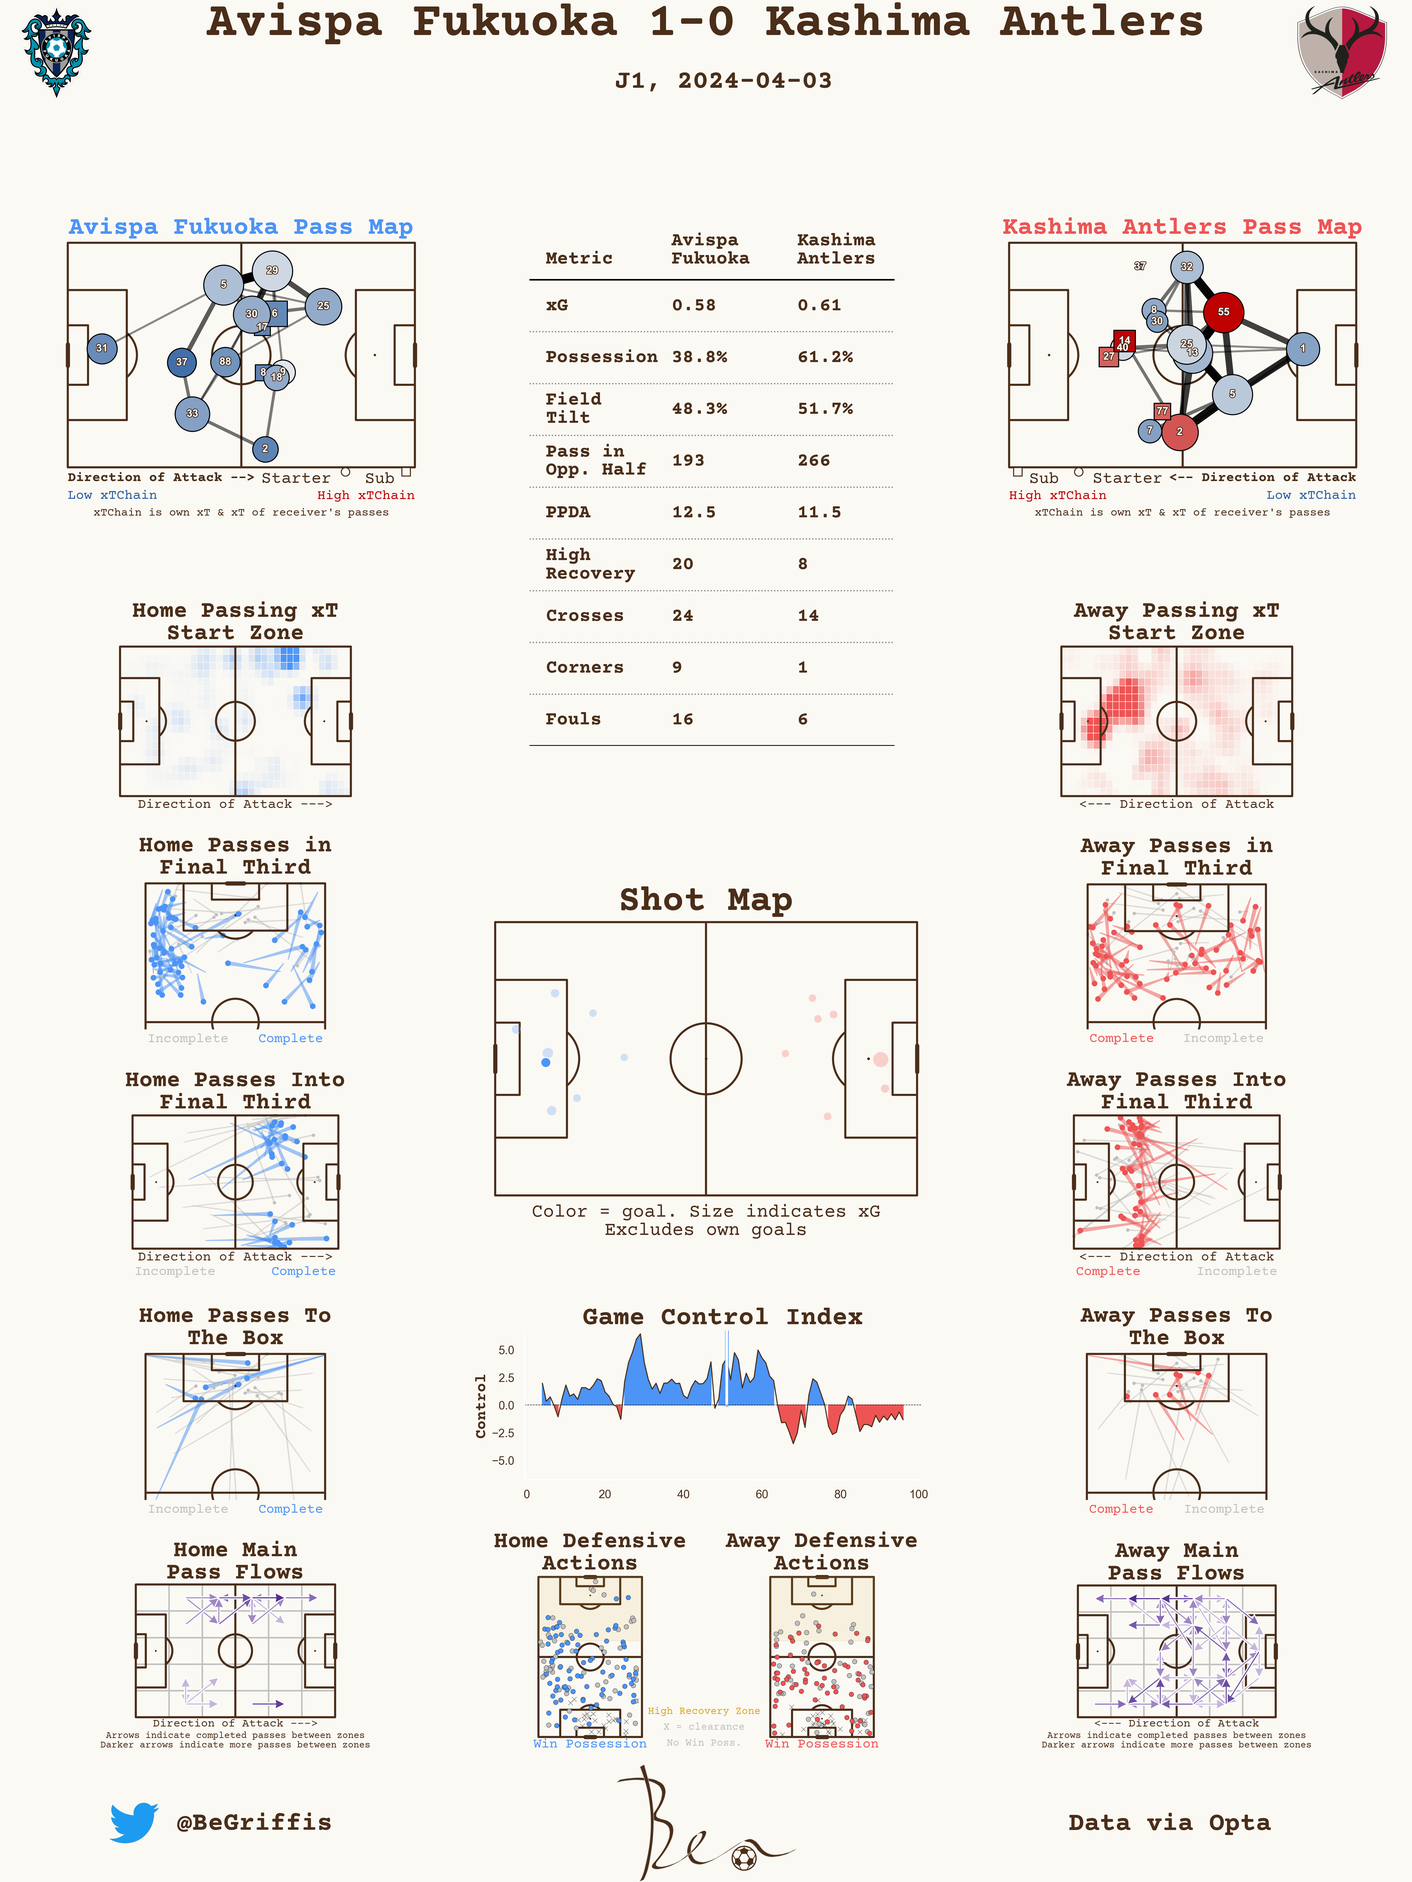 Avispa Fukuoka 1-0 Kashima Antlers
J1, 2024-04-03
KASHIMA
Antlers
Avispa Fukuoka Pass Map
5
29
25
30
6
17
31
37
88
8
9
18
33
2
Direction of Attack --> Starter Sub
Low xTChain High xTChain
xTChain is own xT & xT of receiver's passes
Metric Avispa Fukuoka Kashima Antlers
xG 0.58 0.61
Possession 38.8% 61.2%
Field Tilt 48.3% 51.7%
Pass in Opp. Half 193 266
PPDA 12.5 11.5
High Recovery 20 8
Crosses 24 14
Corners 9 1
Fouls 16 6
Kashima Antlers Pass Map
37
32
8
30
55
14
40
27
25
13
1
5
77
7
2
Sub Starter <-- Direction of Attack
High xTChain Low xTChain
xTChain is own xT & xT of receiver's passes
Home Passing xT
Start Zone
Direction of Attack --->
Away Passing xT
Start Zone
<--- Direction of Attack
Home Passes in
Final Third
Incomplete Complete
Away Passes in
Final Third
Complete Incomplete
Shot Map
Color = goal. Size indicates xG
Excludes own goals
Home Passes Into
Final Third
Direction of Attack --->
Incomplete Complete
Away Passes Into
Final Third
<--- Direction of Attack
Complete Incomplete
Home Passes To
The Box
Incomplete Complete
Game Control Index
Control
5.0
2.5
0.0
−2.5
−5.0
0 20 40 60 80 100
Away Passes To
The Box
Complete Incomplete
Home Main
Pass Flows
Direction of Attack --->
Arrows indicate completed passes between zones
Darker arrows indicate more passes between zones
Home Defensive
Actions
Win Possession
High Recovery Zone
X = clearance
No Win Poss.
Away Defensive
Actions
Win Possession
Away Main
Pass Flows
<--- Direction of Attack
Arrows indicate completed passes between zones
Darker arrows indicate more passes between zones
@BeGriffis
Ben
Data via Opta